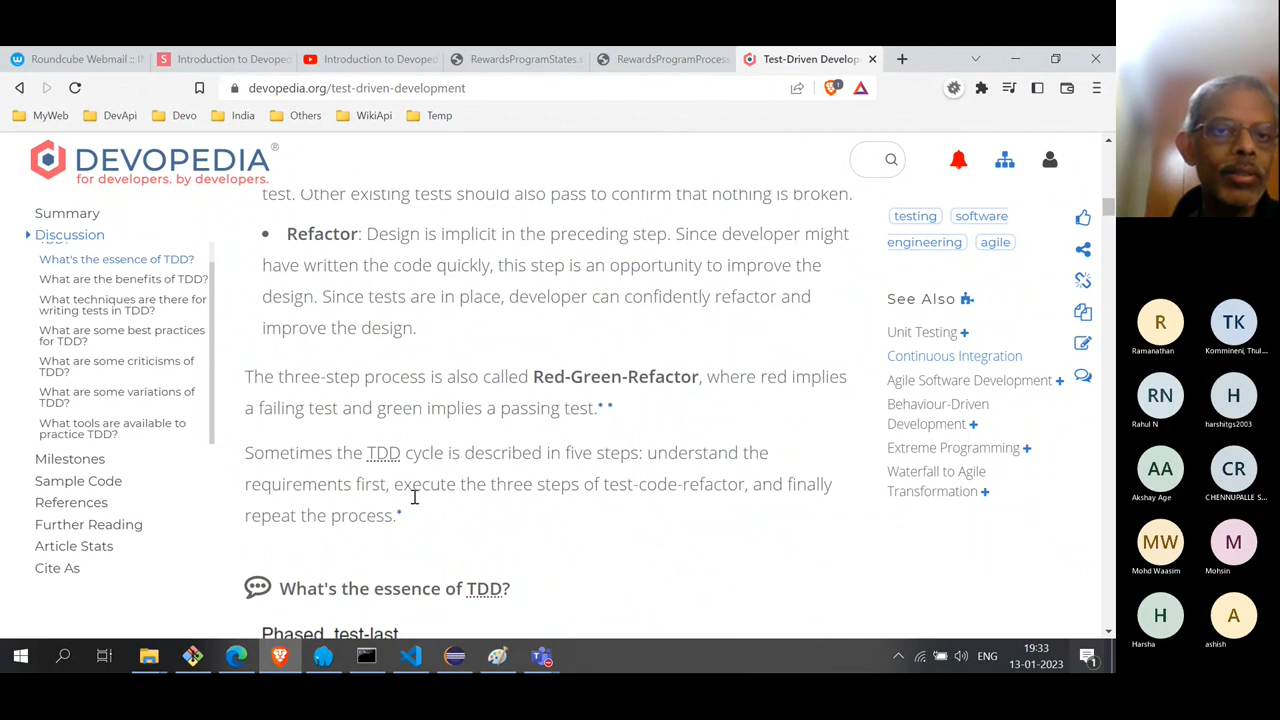 Roundcube Webmail :: I
Introduction to Devoped
Introduction to Devoped
RewardsProgramStates.s
RewardsProgramProcess
Test-Driven Develop
devopedia.org/test-driven-development
1
MyWeb
DevApi
Devo
India
Others
WikiApi
Temp
DEVOPEDIA®
for developers. by developers.
Summary
Discussion
TDD?
What's the essence of TDD?
What are the benefits of TDD?
What techniques are there for
writing tests in TDD?
What are some best practices
for TDD?
What are some criticisms of
TDD?
What are some variations of
TDD?
What tools are available to
practice TDD?
Milestones
Sample Code
References
Further Reading
Article Stats
Cite As
test. Other existing tests should also pass to confirm that nothing is broken.
• Refactor: Design is implicit in the preceding step. Since developer might
have written the code quickly, this step is an opportunity to improve the
design. Since tests are in place, developer can confidently refactor and
improve the design.
The three-step process is also called Red-Green-Refactor, where red implies
a failing test and green implies a passing test.
Sometimes the TDD cycle is described in five steps: understand the
requirements first, execute the three steps of test-code-refactor, and finally
repeat the process.
What's the essence of TDD?
Phased, test-last
testing
software
engineering
agile
See Also
Unit Testing +
Continuous Integration
Agile Software Development +
Behaviour-Driven
Development +
Extreme Programming +
Waterfall to Agile
Transformation +
ENG
19:33
13-01-2023
1
R
Ramanathan
TK
Kommineni, Thul...
RN
Rahul N
H
harshitgs2003
AA
Akshay Age
CR
CHENNUPALLE S...
MW
Mohd Waasim
M
Mohsin
H
Harsha
A
ashish